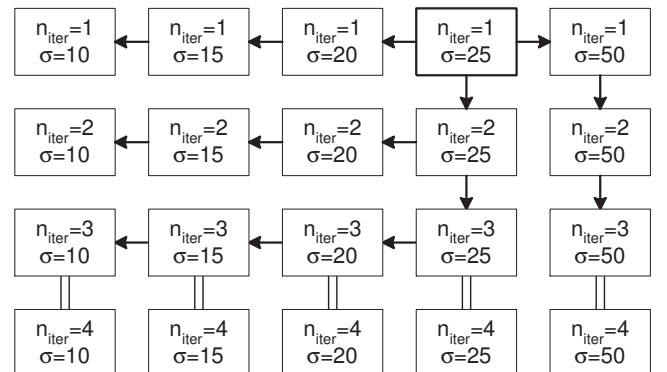 n_iter=1 n_iter=1 n_iter=1 n_iter=1 n_iter=1
σ=10 σ=15 σ=20 σ=25 σ=50
n_iter=2 n_iter=2 n_iter=2 n_iter=2 n_iter=2
σ=10 σ=15 σ=20 σ=25 σ=50
n_iter=3 n_iter=3 n_iter=3 n_iter=3 n_iter=3
σ=10 σ=15 σ=20 σ=25 σ=50
n_iter=4 n_iter=4 n_iter=4 n_iter=4 n_iter=4
σ=10 σ=15 σ=20 σ=25 σ=50